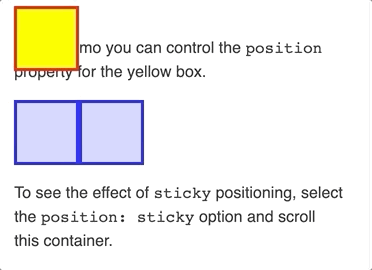 mo you can control the position
property for the yellow box.
To see the effect of sticky positioning, select
the position: sticky option and scroll
this container.